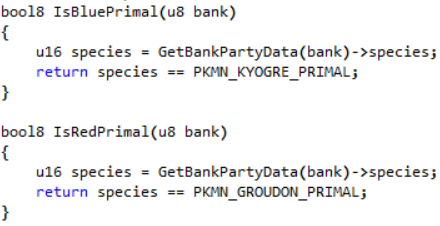 bool8 IsBluePrimal(u8 bank)
{
    u16 species = GetBankPartyData(bank)->species;
    return species == PKMN_KYOGRE_PRIMAL;
}

bool8 IsRedPrimal(u8 bank)
{
    u16 species = GetBankPartyData(bank)->species;
    return species == PKMN_GROUDON_PRIMAL;
}